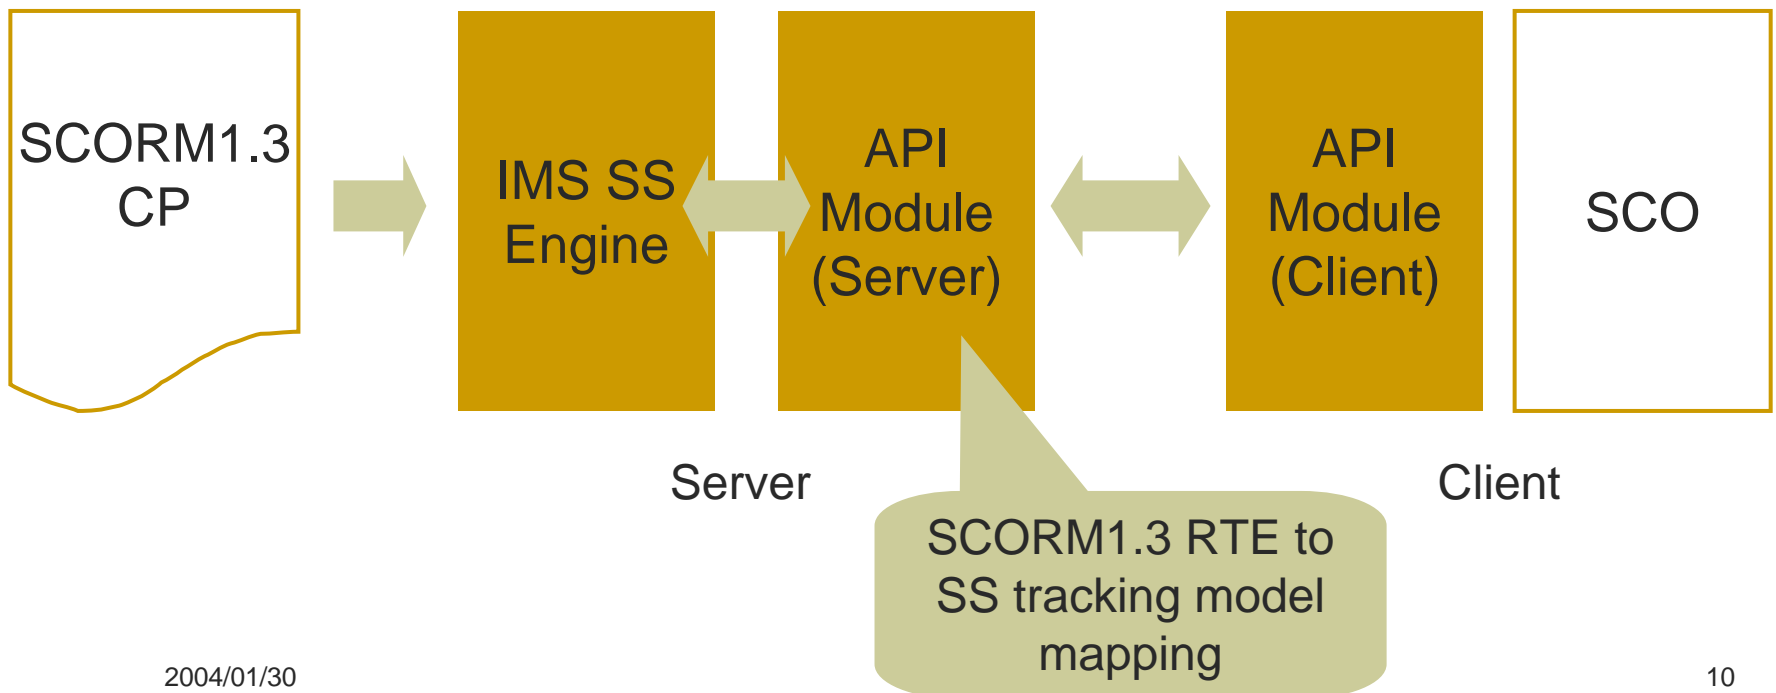 SCORM1.3
CP
IMS SS
Engine
API
Module
(Server)
API
Module
(Client)
SCO
Server
Client
SCORM1.3 RTE to
SS tracking model
mapping
2004/01/30
10